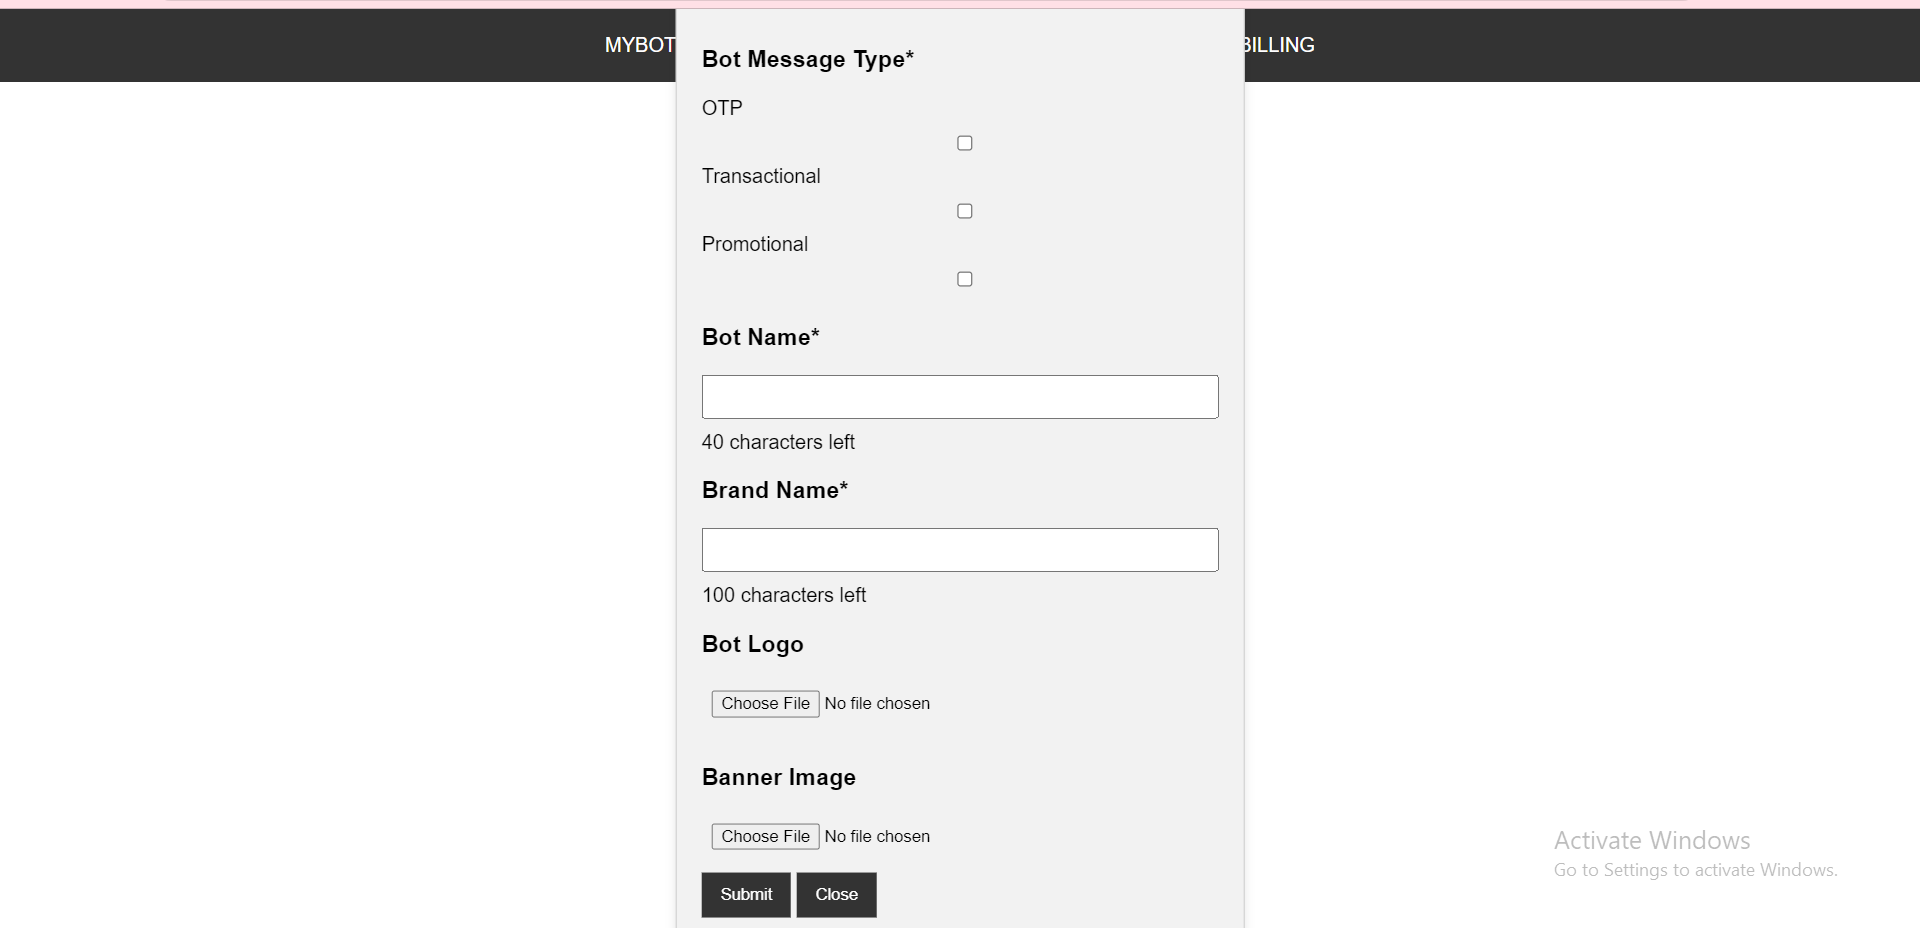 MYBOT
BILLING
Bot Message Type*
OTP
Transactional
Promotional
Bot Name*
40 characters left
Brand Name*
100 characters left
Bot Logo
Choose File No file chosen
Banner Image
Choose File No file chosen
Submit Close
Activate Windows
Go to Settings to activate Windows.